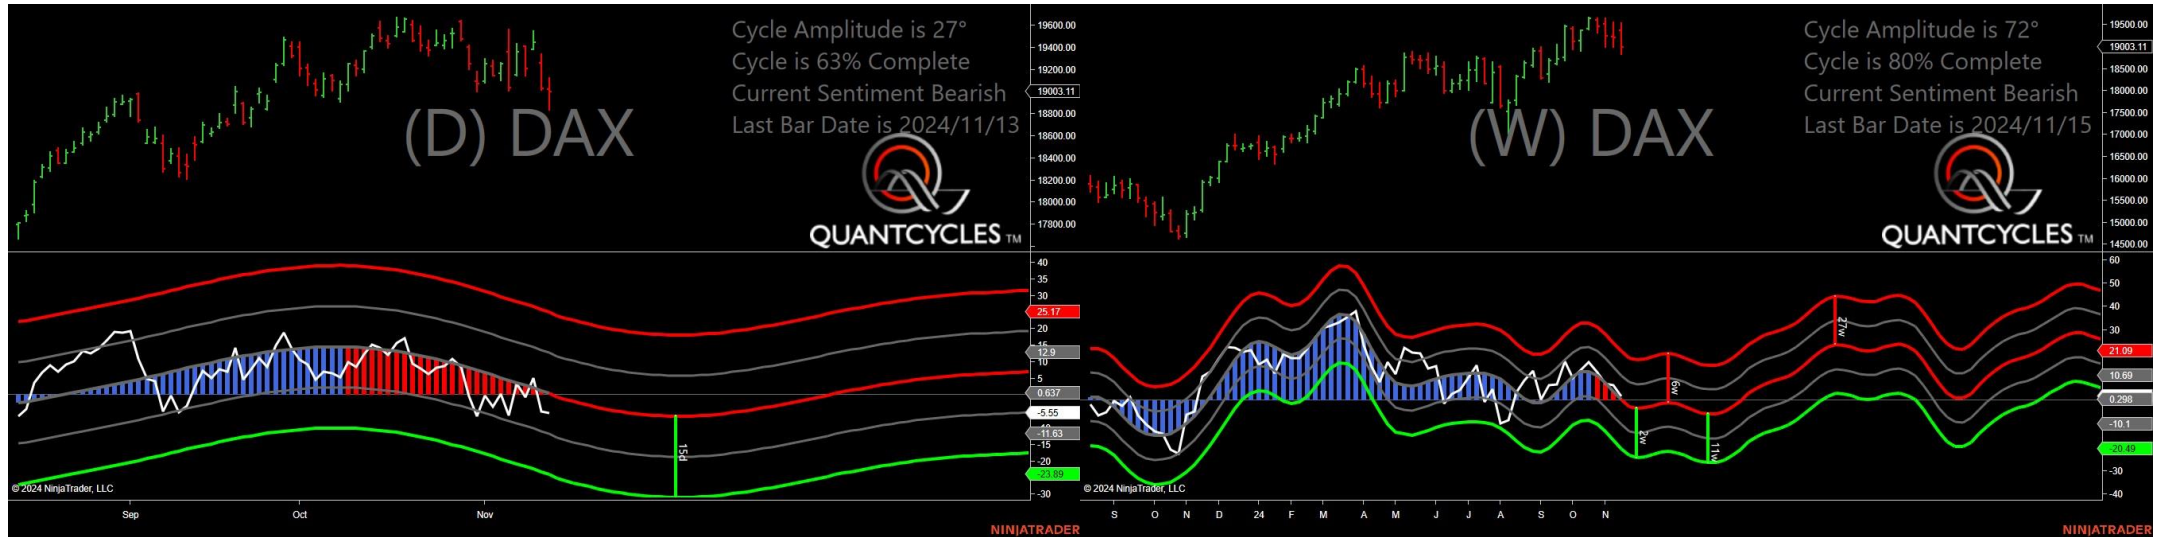 Cycle Amplitude is 27°
Cycle is 63% Complete
Current Sentiment Bearish
Last Bar Date is 2024/11/13
(D) DAX
QUANTCYCLES TM
19600.00
19400.00
19200.00
19003.11
18800.00
18600.00
18400.00
18200.00
18000.00
17800.00
40
35
30
25.17
20
15
12.9
10
5
0.637
-5.55
-11.63
-15
-20
-23.89
-30
15d
© 2024 NinjaTrader, LLC
Sep Oct Nov
NINJATRADER
Cycle Amplitude is 72°
Cycle is 80% Complete
Current Sentiment Bearish
Last Bar Date is 2024/11/15
(W) DAX
QUANTCYCLES TM
19500.00
19003.11
18500.00
18000.00
17500.00
17000.00
16500.00
16000.00
15500.00
15000.00
14500.00
60
50
40
30
21.09
10.69
0.298
-10.1
-20.49
-30
-40
2w
6w
11w
27w
© 2024 NinjaTrader, LLC
S O N D 24 F M A M J J A S O N
NINJATRADER